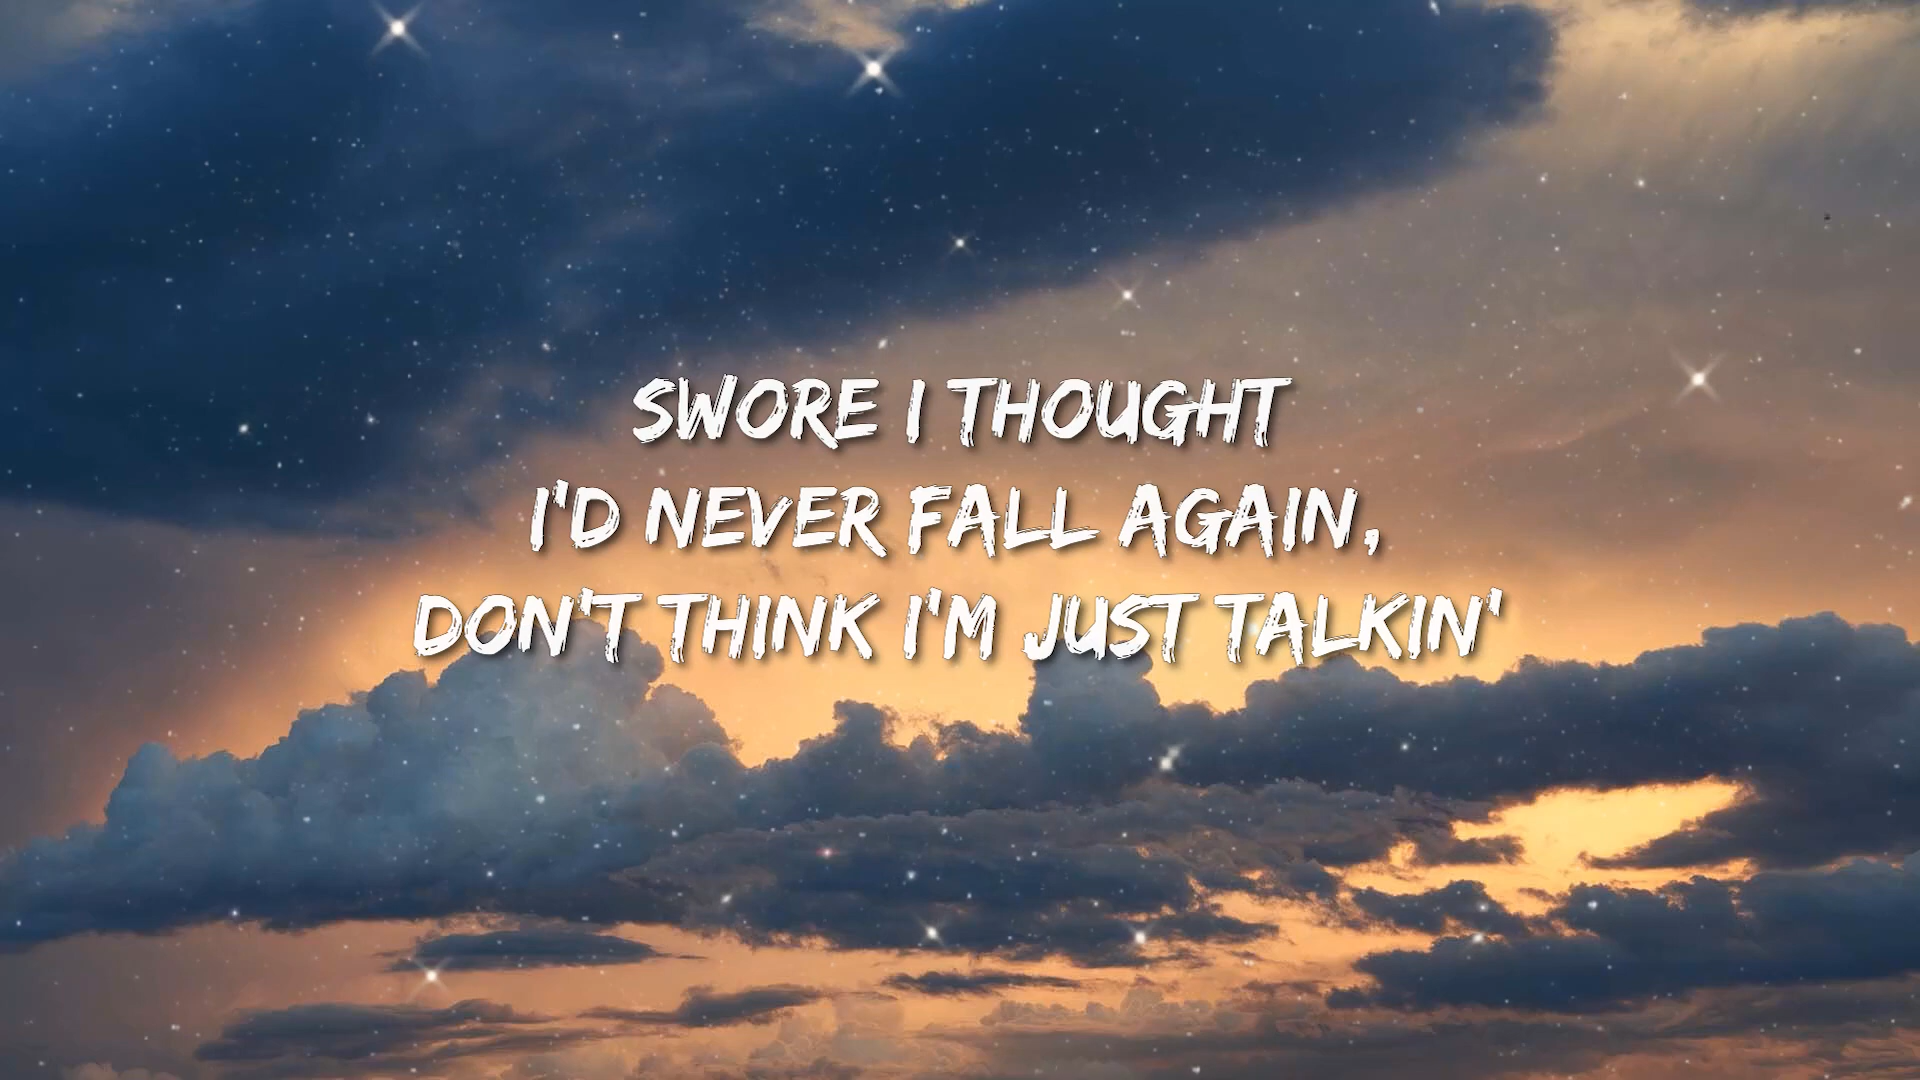 SWORE I THOUGHT
I'D NEVER FALL AGAIN,
DON'T THINK I'M JUST TALKIN'